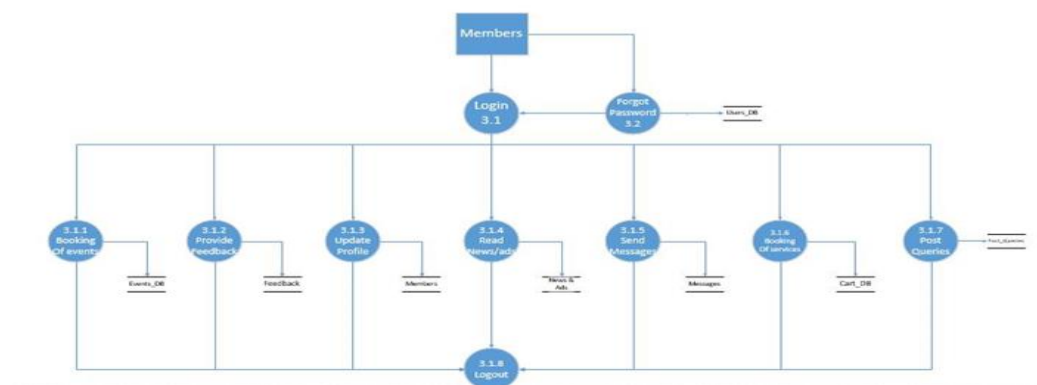 Members
Login
3.1
Forgot
Password
3.2
Users_DB
3.1.1
Booking
Of events
3.1.2
Provide
Feedback
3.1.3
Update
Profile
3.1.4
Read
News/ads
3.1.5
Send
Messages
3.1.6
Booking
Of services
3.1.7
Post
Queries
Post_Queries
Events_DB
Feedback
Members
News &
Ads
Messages
Cart_DB
3.1.8
Logout